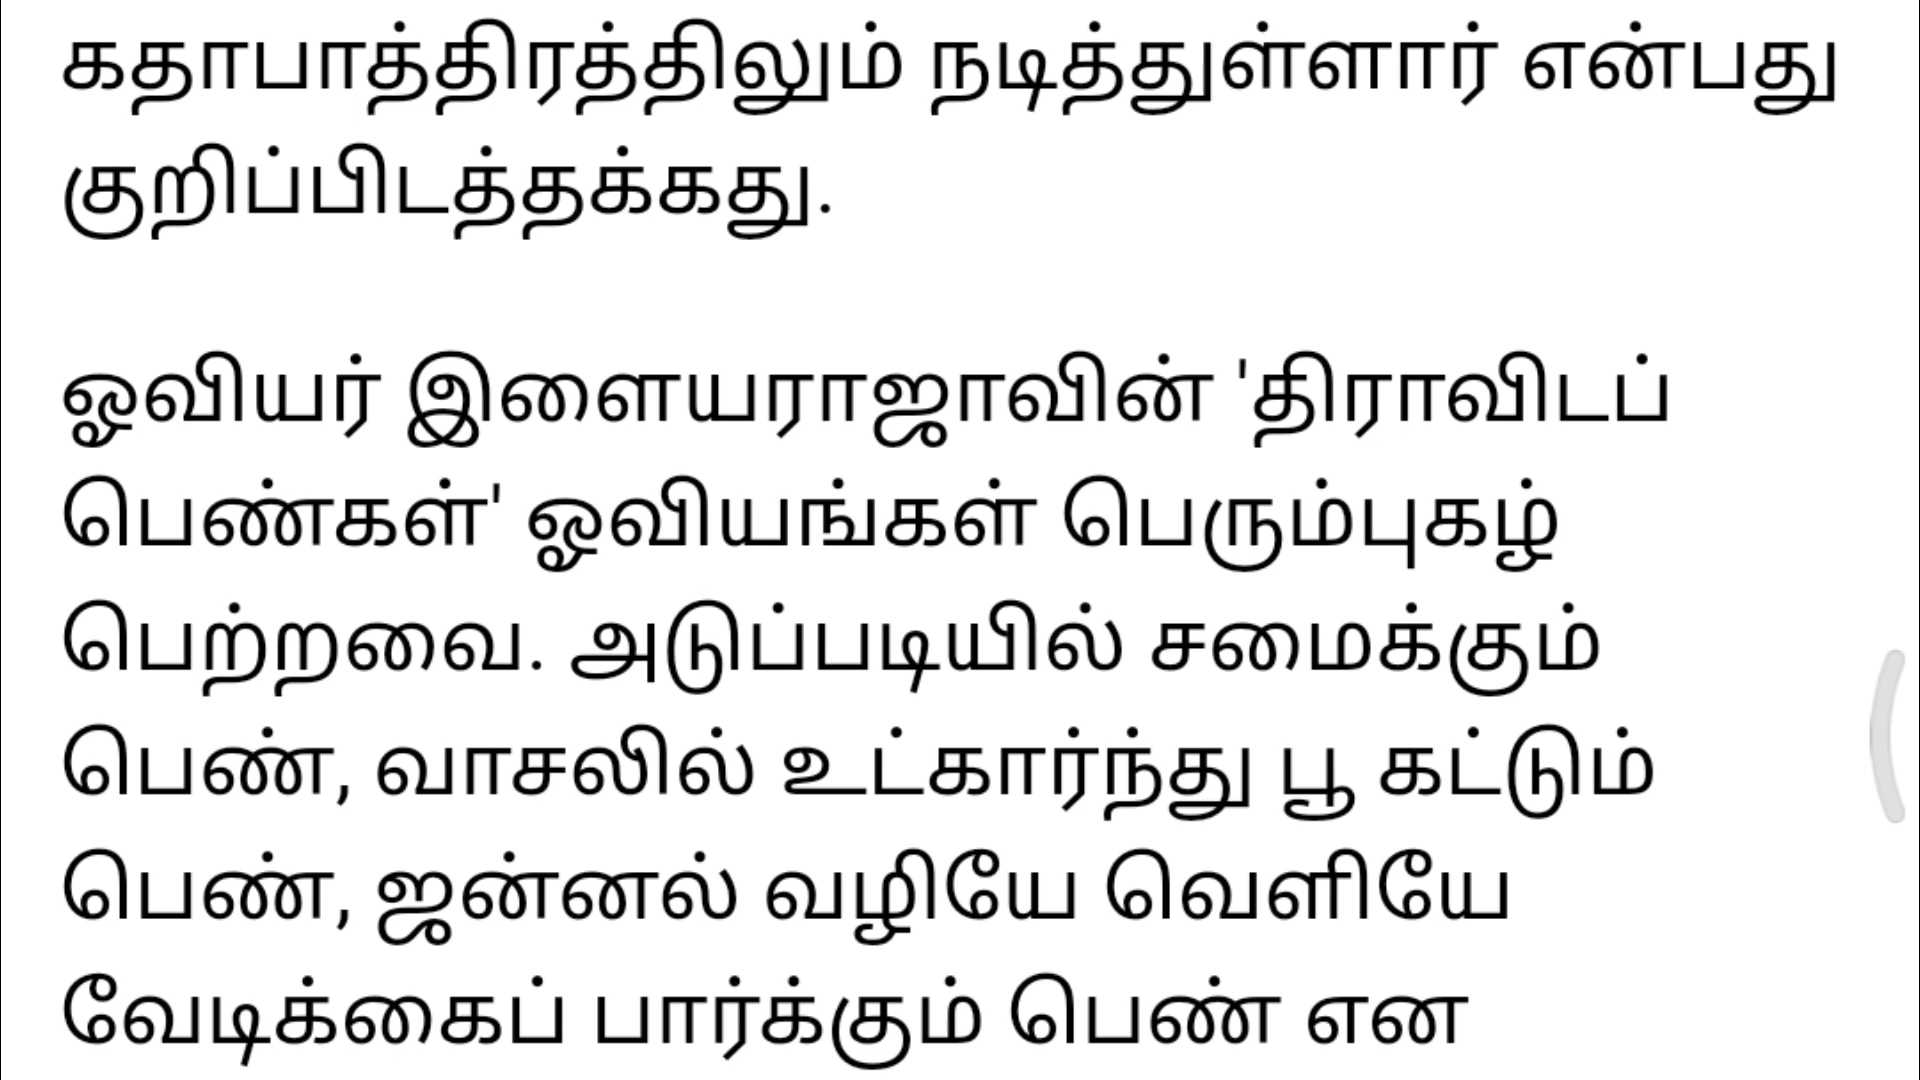 கதாபாத்திரத்திலும் நடித்துள்ளார் என்பது
குறிப்பிடத்தக்கது.
ஓவியர் இளையராஜாவின் 'திராவிடப்
பெண்கள்' ஓவியங்கள் பெரும்புகழ்
பெற்றவை. அடுப்படியில் சமைக்கும்
பெண், வாசலில் உட்கார்ந்து பூ கட்டும்
பெண், ஜன்னல் வழியே வெளியே
வேடிக்கைப் பார்க்கும் பெண் என